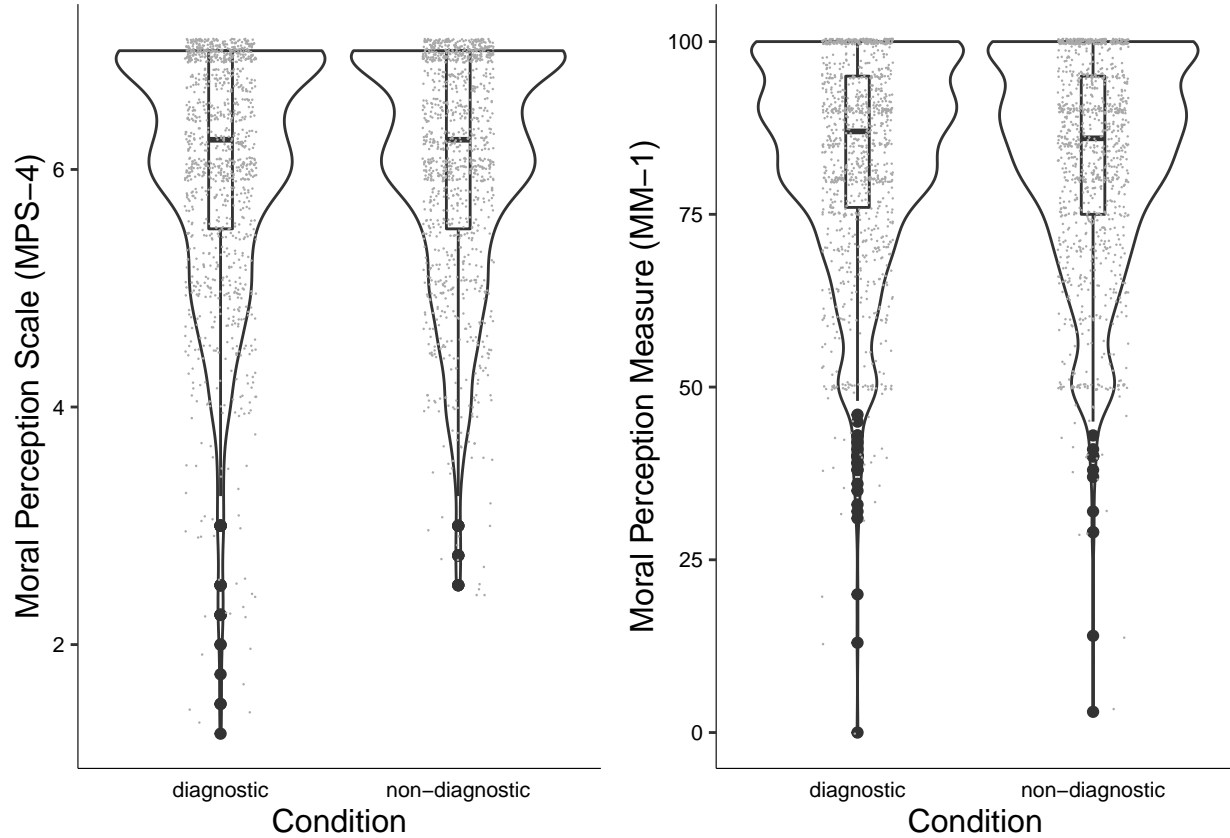 Moral Perception Scale (MPS−4)
6
4
2
diagnostic
non−diagnostic
Condition
Moral Perception Measure (MM−1)
100
75
50
25
0
diagnostic
non−diagnostic
Condition